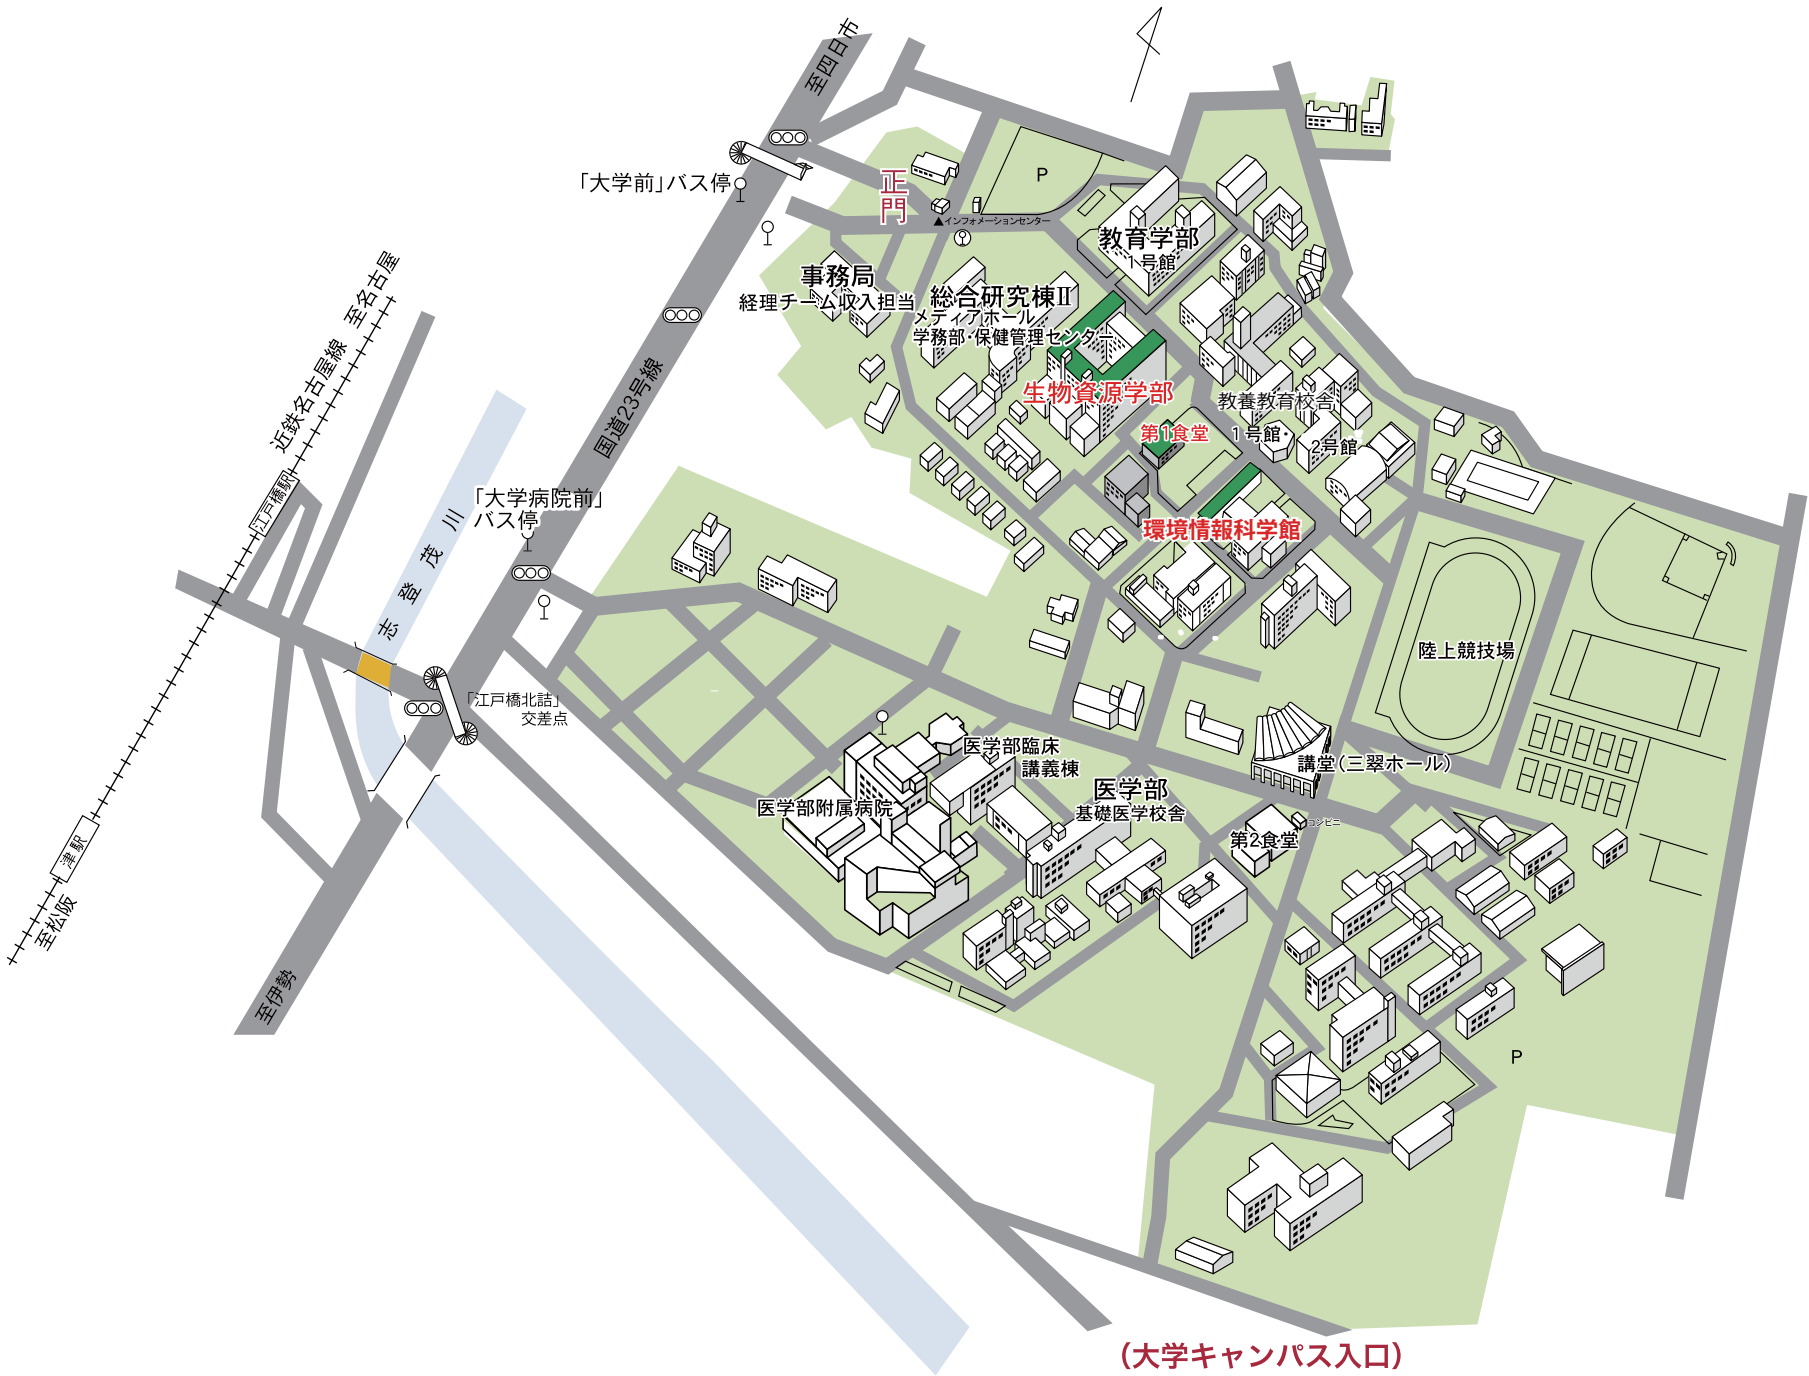 至四日市
「大学前」バス停
正門
P
▲インフォメーションセンター
教育学部
1号館
事務局
経理チーム収入担当
総合研究棟Ⅱ
メディアホール
学務部・保健管理センター
至名古屋
近鉄名古屋線
国道23号線
生物資源学部
第1食堂
教養教育校舎
1号館・
2号館
江戸橋駅
「大学病院前」
バス停
志登茂川
環境情報科学館
陸上競技場
「江戸橋北詰」
交差点
医学部臨床
講義棟
講堂(三翠ホール)
医学部
基礎医学校舎
医学部附属病院
第2食堂
コンビニ
津駅
至松阪
至伊勢
P
(大学キャンパス入口)